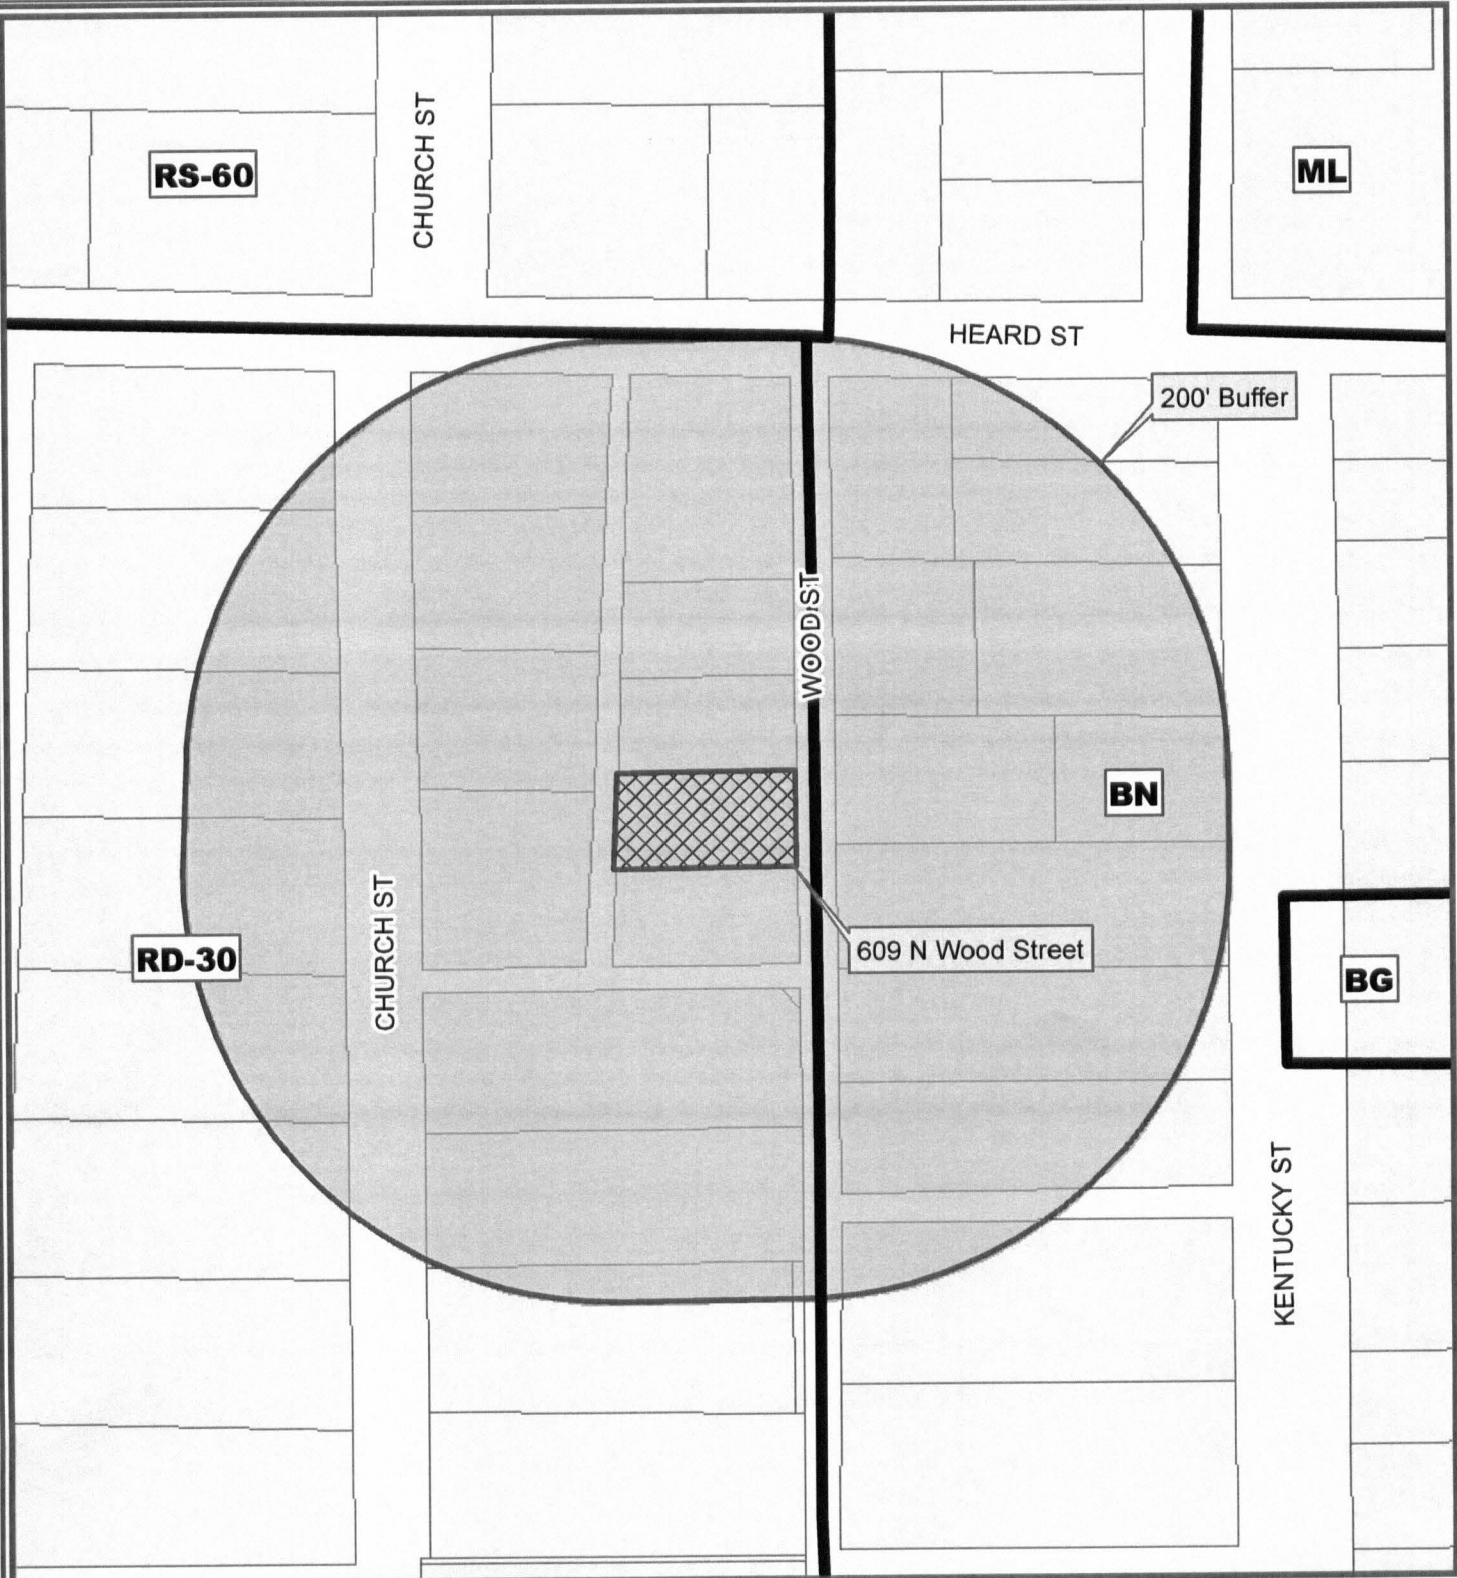 CHURCH ST
RS-60
ML
HEARD ST
200' Buffer
WOOD ST
BN
609 N Wood Street
RD-30
CHURCH ST
BG
KENTUCKY ST